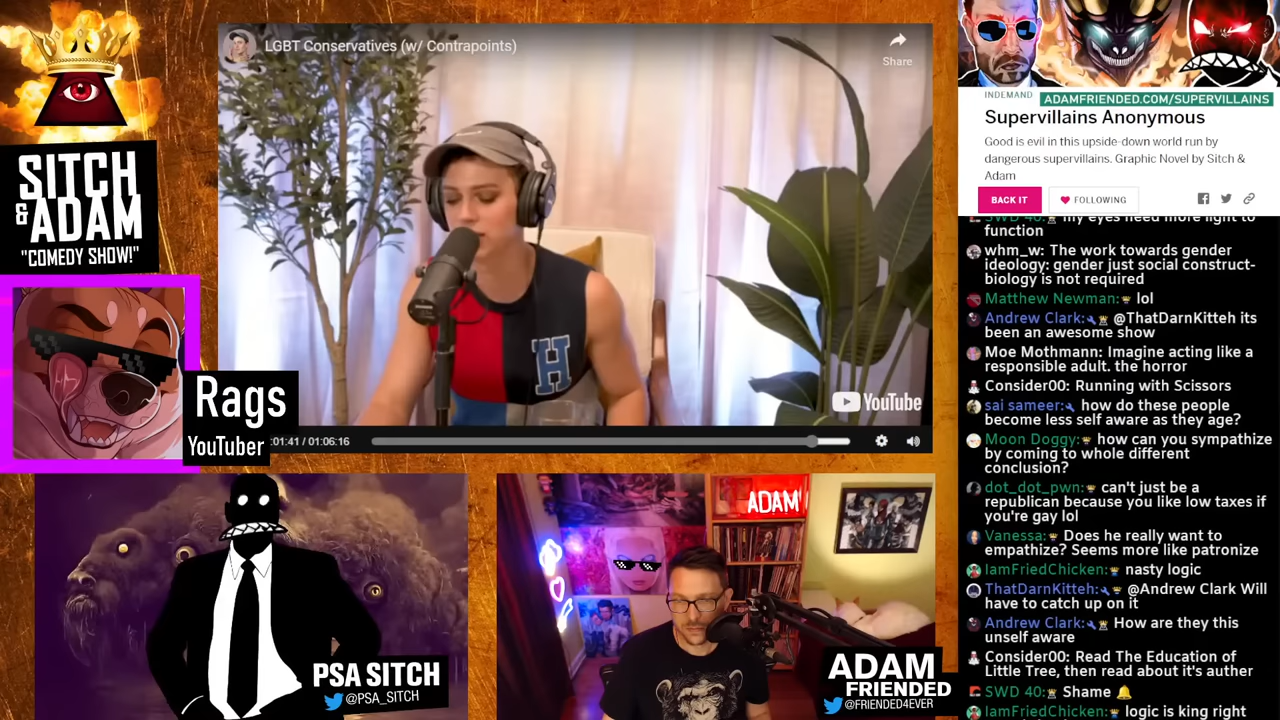 SITCH
& ADAM
"COMEDY SHOW!"
LGBT Conservatives (w/ Contrapoints)
Share
H
YouTube
:01:41 / 01:06:16
Rags
YouTuber
PSA SITCH
@PSA_SITCH
ADAM
ADAM
FRIENDED
@FRIENDED4EVER
INDEMAND
ADAMFRIENDED.COM/SUPERVILLAINS
Supervillains Anonymous
Good is evil in this upside-down world run by
dangerous supervillains. Graphic Novel by Sitch &
Adam
BACK IT
FOLLOWING
SWD 40: my eyes need more light to
function
whm_w: The work towards gender
ideology: gender just social construct-
biology is not required
Matthew Newman: lol
Andrew Clark: @ThatDarnKitteh its
been an awesome show
Moe Mothmann: Imagine acting like a
responsible adult. the horror
Consider00: Running with Scissors
sai sameer: how do these people
become less self aware as they age?
Moon Doggy: how can you sympathize
by coming to whole different
conclusion?
dot_dot_pwn: can't just be a
republican because you like low taxes if
you're gay lol
Vanessa: Does he really want to
empathize? Seems more like patronize
IamFriedChicken: nasty logic
ThatDarnKitteh: @Andrew Clark Will
have to catch up on it
Andrew Clark: How are they this
unself aware
Consider00: Read The Education of
Little Tree, then read about it's auther
SWD 40: Shame 🔔
IamFriedChicken: logic is king right